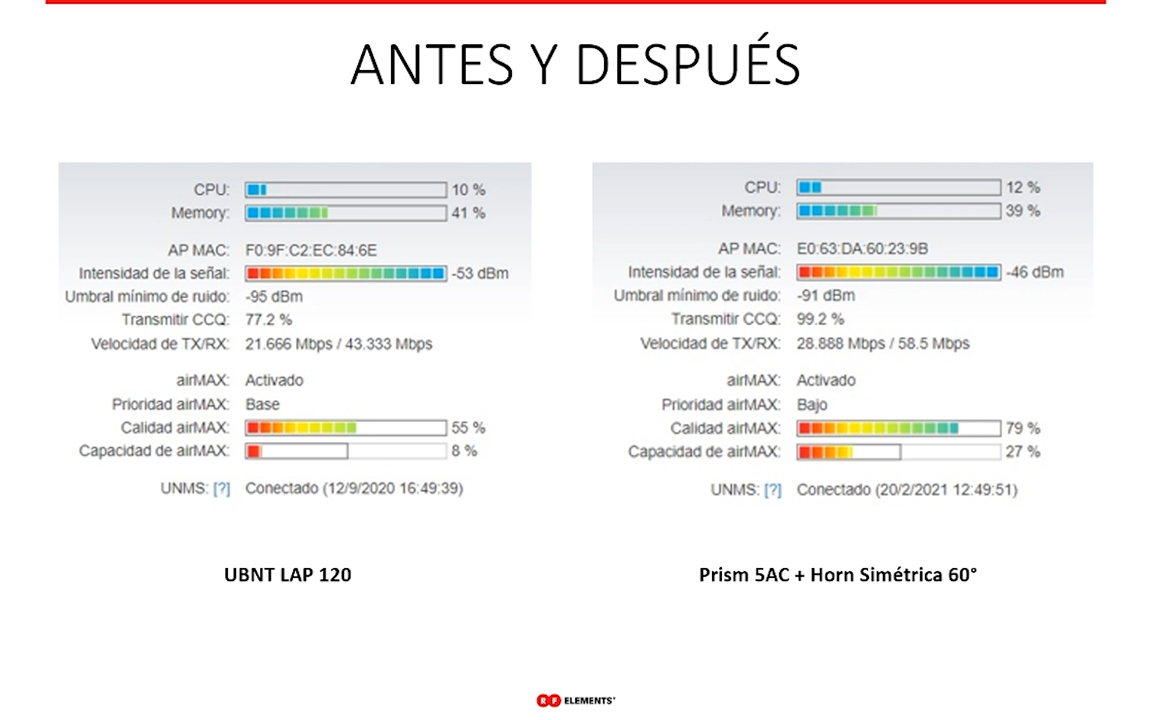 ANTES Y DESPUÉS
CPU: 10 %
Memory: 41 %
AP MAC: F0:9F:C2:EC:84:6E
Intensidad de la señal: -53 dBm
Umbral mínimo de ruido: -95 dBm
Transmitir CCQ: 77.2 %
Velocidad de TX/RX: 21.666 Mbps / 43.333 Mbps
airMAX: Activado
Prioridad airMAX: Base
Calidad airMAX: 55 %
Capacidad de airMAX: 8 %
UNMS: [?] Conectado (12/9/2020 16:49:39)
UBNT LAP 120
CPU: 12 %
Memory: 39 %
AP MAC: E0:63:DA:60:23:9B
Intensidad de la señal: -46 dBm
Umbral mínimo de ruido: -91 dBm
Transmitir CCQ: 99.2 %
Velocidad de TX/RX: 28.888 Mbps / 58.5 Mbps
airMAX: Activado
Prioridad airMAX: Bajo
Calidad airMAX: 79 %
Capacidad de airMAX: 27 %
UNMS: [?] Conectado (20/2/2021 12:49:51)
Prism 5AC + Horn Simétrica 60°
RF ELEMENTS